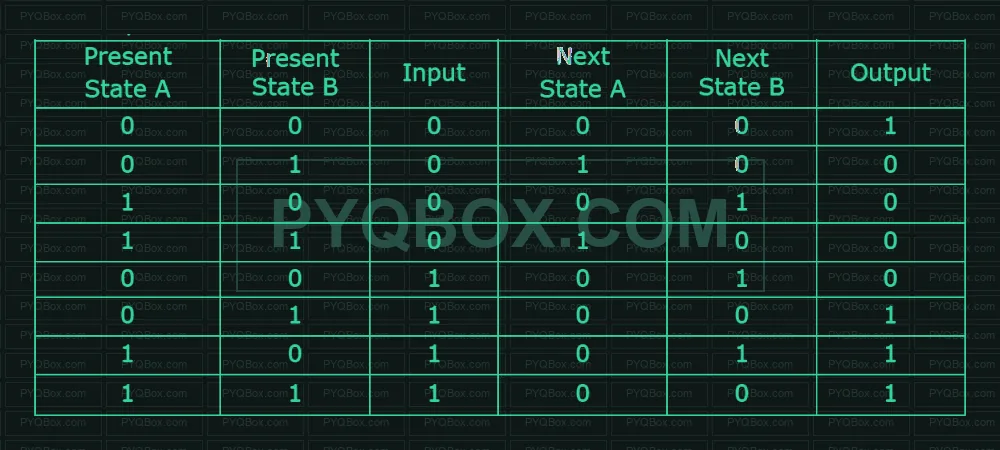 Present State A | Present State B | Input | Next State A | Next State B | Output
0 0 0 0 0 1
0 1 0 1 0 0
1 0 0 0 1 0
1 1 0 1 0 0
0 0 1 0 1 0
0 1 1 0 0 1
1 0 1 0 1 1
1 1 1 0 0 1
PYQBOX.COM